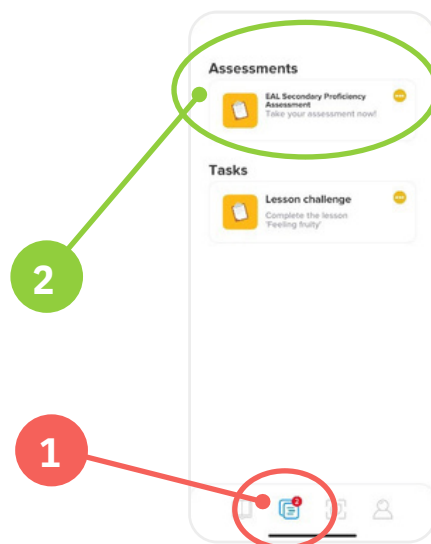 Assessments
EAL Secondary Proficiency
Assessment
Take your assessment now!
Tasks
Lesson challenge
Complete the lesson
'Feeling fruity'
2
1
2